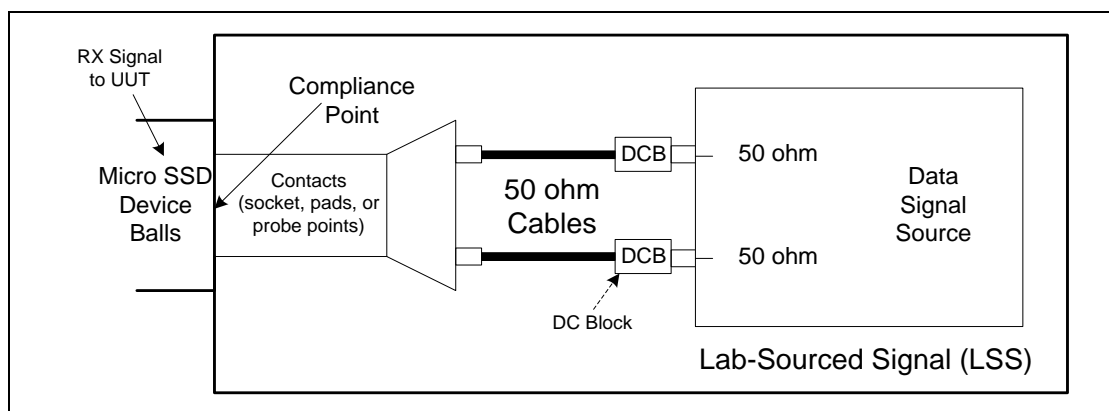 RX Signal
to UUT
Compliance
Point
Micro SSD
Device
Balls
Contacts
(socket, pads, or
probe points)
50 ohm
Cables
DCB
DCB
DC Block
50 ohm
50 ohm
Data
Signal
Source
Lab-Sourced Signal (LSS)